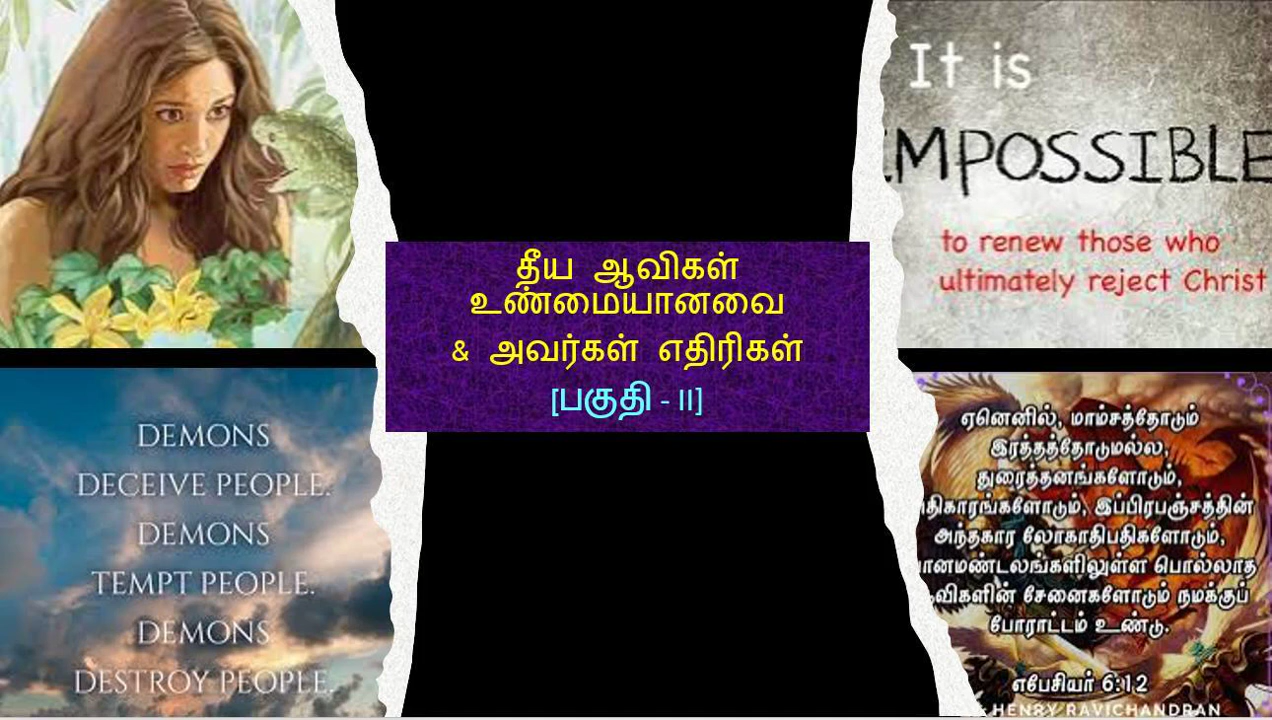 It is
IMPOSSIBLE
to renew those who
ultimately reject Christ
தீய ஆவிகள்
உண்மையானவை
& அவர்கள் எதிரிகள்
[பகுதி - II]
DEMONS
DECEIVE PEOPLE.
DEMONS
TEMPT PEOPLE.
DEMONS
DESTROY PEOPLE.
ஏனெனில், மாம்சத்தோடும்
இரத்தத்தோடுமல்ல,
துரைத்தனங்களோடும்,
திகாரங்களோடும், இப்பிரபஞ்சத்தின்
அந்தகார லோகாதிபதிகளோடும்,
ானமண்டலங்களிலுள்ள பொல்லாத
விகளின் சேனைகளோடும் நமக்குப்
போராட்டம் உண்டு.
எபேசியர் 6:12
HENRY RAVICHANDRAN